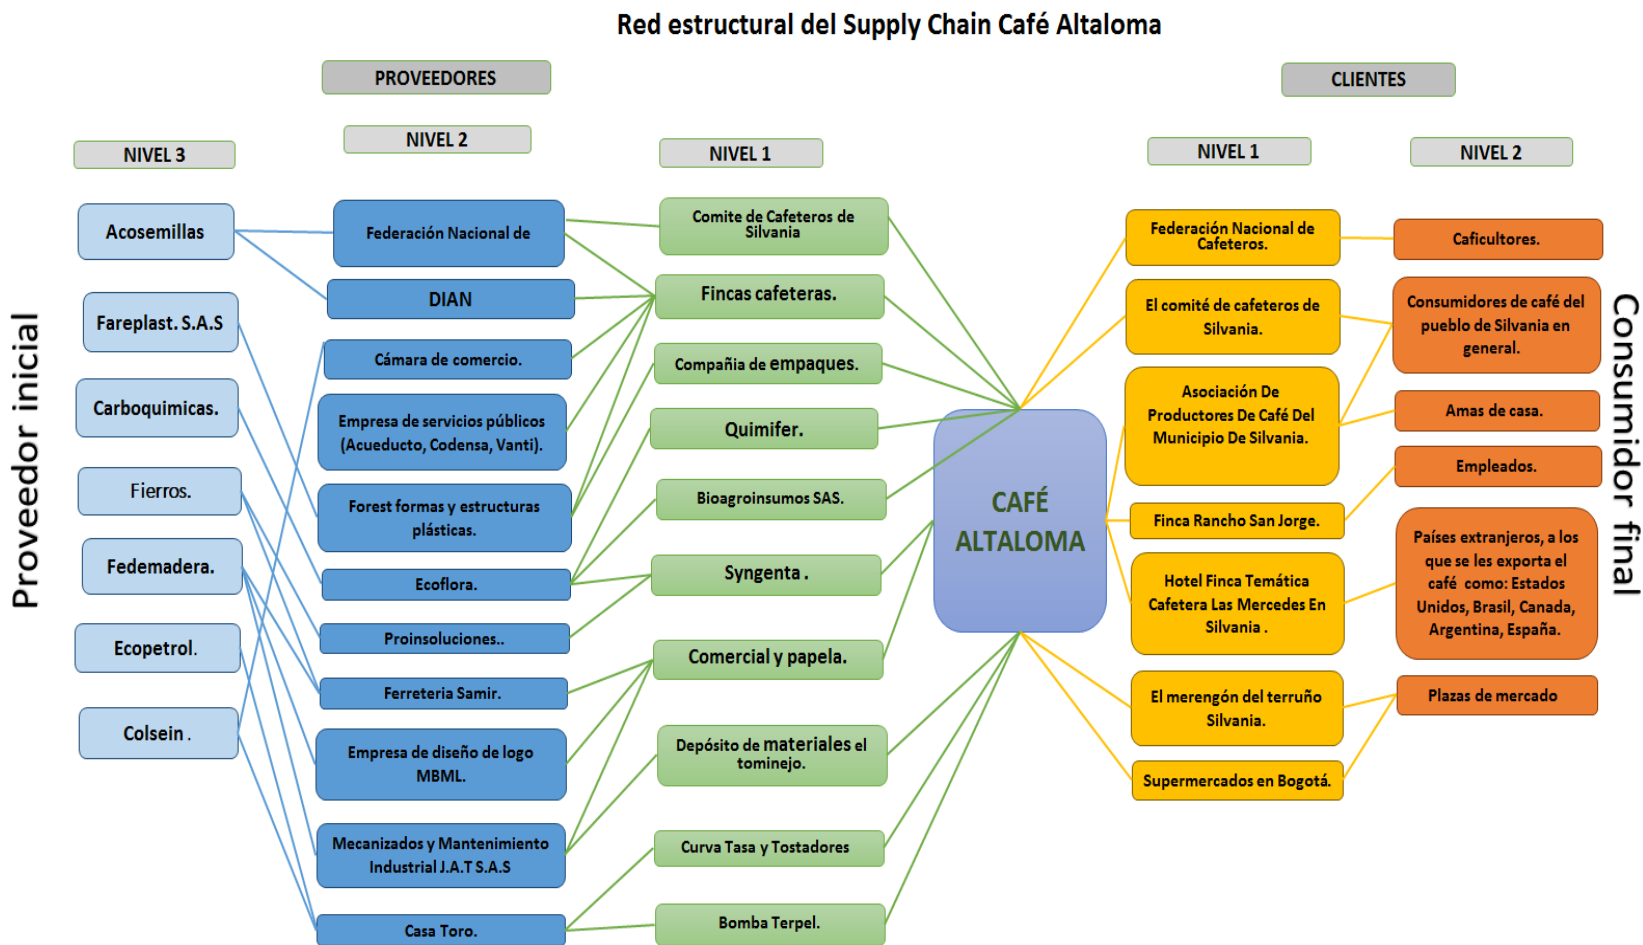 Red estructural del Supply Chain Café Altaloma
PROVEEDORES
CLIENTES
NIVEL 3
NIVEL 2
NIVEL 1
NIVEL 1
NIVEL 2
Proveedor inicial
Acosemillas
Fareplast. S.A.S
Carboquimicas.
Fierros.
Fedemadera.
Ecopetrol.
Colsein .
Federación Nacional de
DIAN
Cámara de comercio.
Empresa de servicios públicos
(Acueducto, Codensa, Vanti).
Forest formas y estructuras
plásticas.
Ecoflora.
Proinsoluciones..
Ferreteria Samir.
Empresa de diseño de logo
MBML.
Mecanizados y Mantenimiento
Industrial J.A.T S.A.S
Casa Toro.
Comite de Cafeteros de
Silvania
Fincas cafeteras.
Compañia de empaques.
Quimifer.
Bioagroinsumos SAS.
Syngenta .
Comercial y papela.
Depósito de materiales el
tominejo.
Curva Tasa y Tostadores
Bomba Terpel.
CAFÉ
ALTALOMA
Federación Nacional de
Cafeteros.
El comité de cafeteros de
Silvania.
Asociación De
Productores De Café Del
Municipio De Silvania.
Finca Rancho San Jorge.
Hotel Finca Temática
Cafetera Las Mercedes En
Silvania .
El merengón del terruño
Silvania.
Supermercados en Bogotá.
Caficultores.
Consumidores de café del
pueblo de Silvania en
general.
Amas de casa.
Empleados.
Países extranjeros, a los
que se les exporta el
café como: Estados
Unidos, Brasil, Canada,
Argentina, España.
Plazas de mercado
Consumidor final